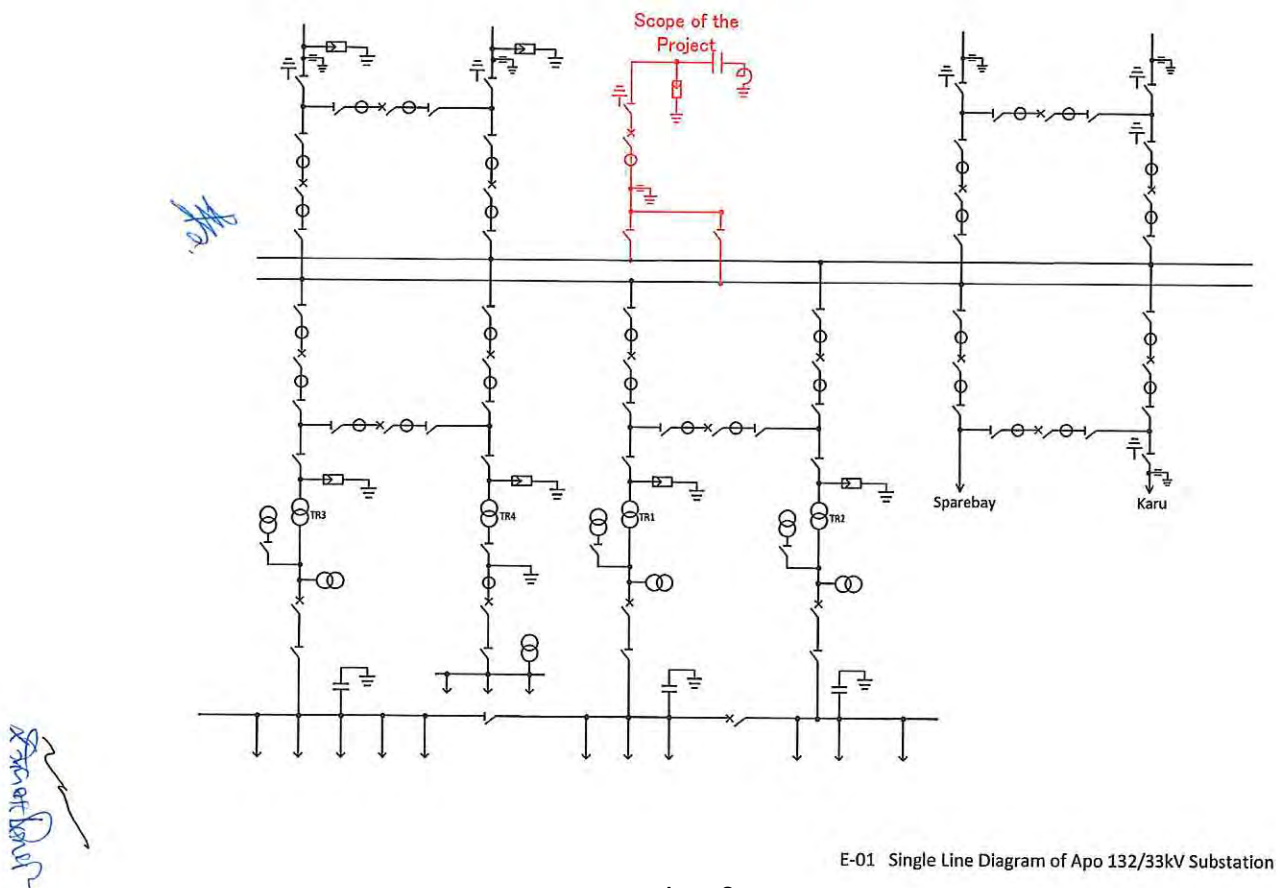 Scope of the
Project
Sparebay
Karu
TR3
TR4
TR1
TR2
E-01 Single Line Diagram of Apo 132/33kV Substation